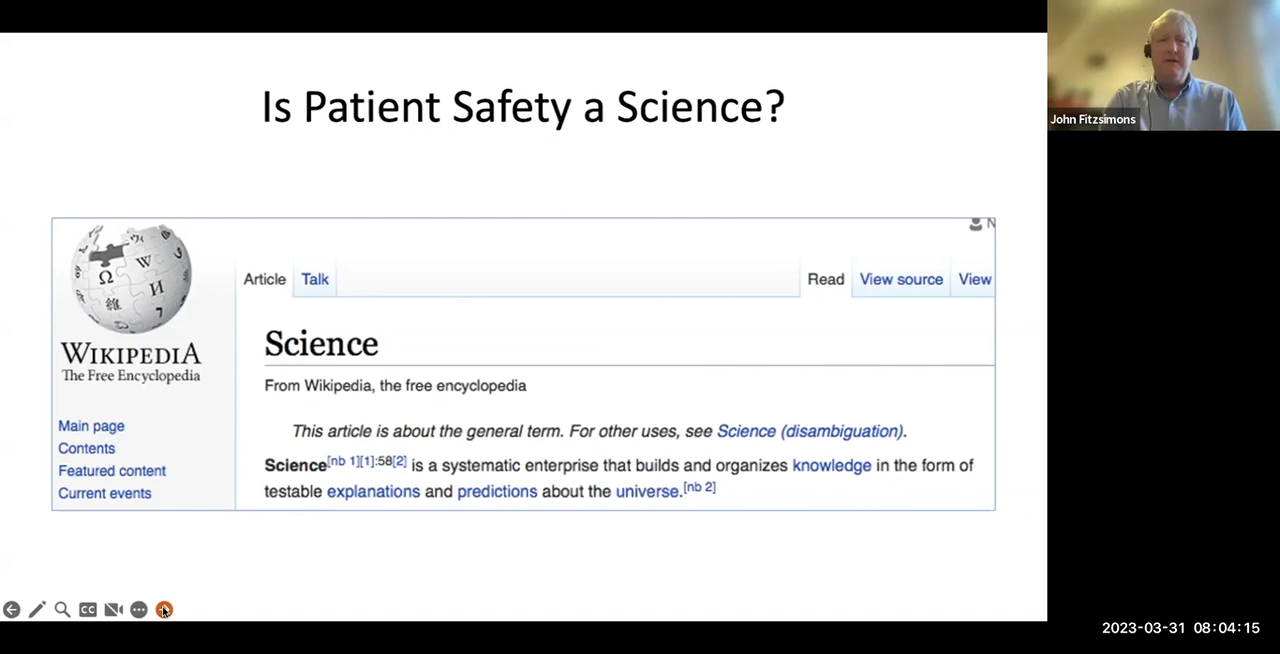 Is Patient Safety a Science?
John Fitzsimons
N
Article Talk Read View source View
WIKIPEDIA
The Free Encyclopedia
Main page
Contents
Featured content
Current events
Science
From Wikipedia, the free encyclopedia
This article is about the general term. For other uses, see Science (disambiguation).
Science[nb 1][1]:58[2] is a systematic enterprise that builds and organizes knowledge in the form of
testable explanations and predictions about the universe.[nb 2]
CC
2023-03-31 08:04:15